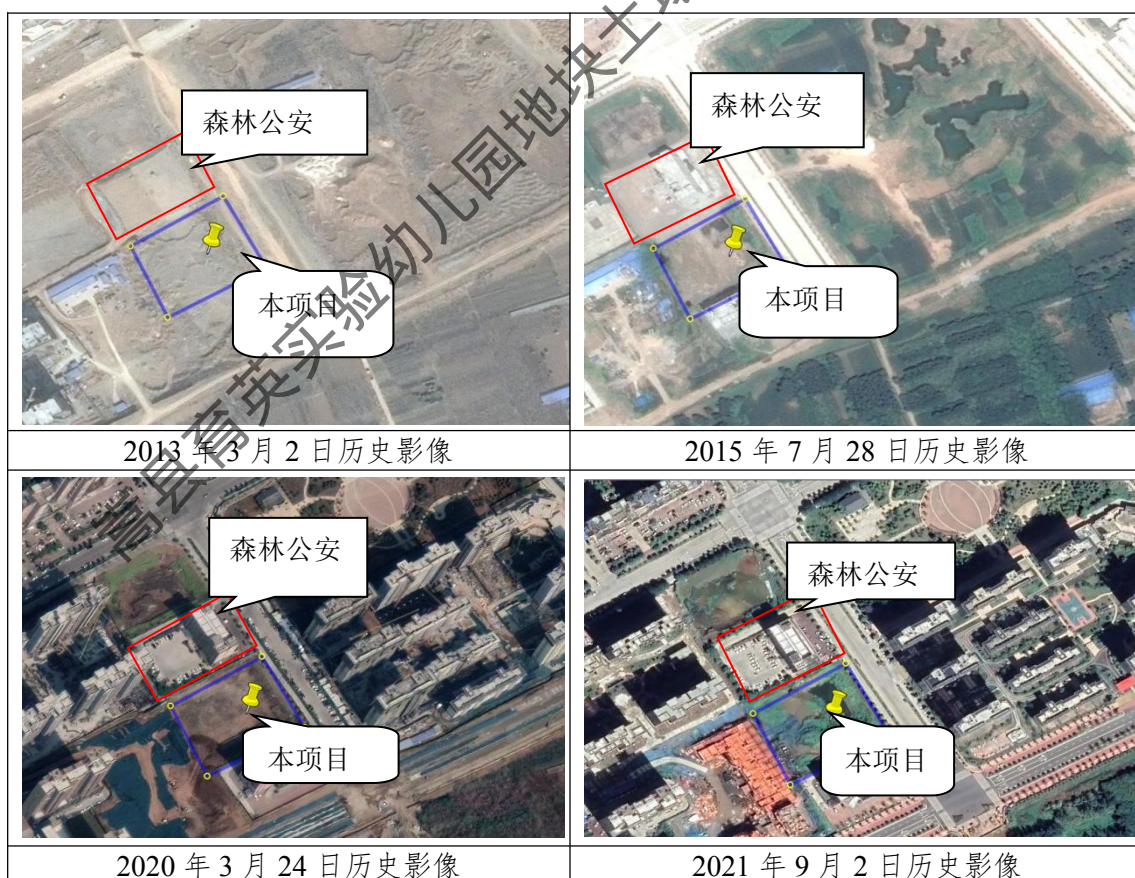 森林公安
本项目
森林公安
本项目
2013 年 3 月 2 日历史影像
2015 年 7 月 28 日历史影像
森林公安
本项目
森林公安
本项目
2020 年 3 月 24 日历史影像
2021 年 9 月 2 日历史影像
嵩县育英实验幼儿园地块土